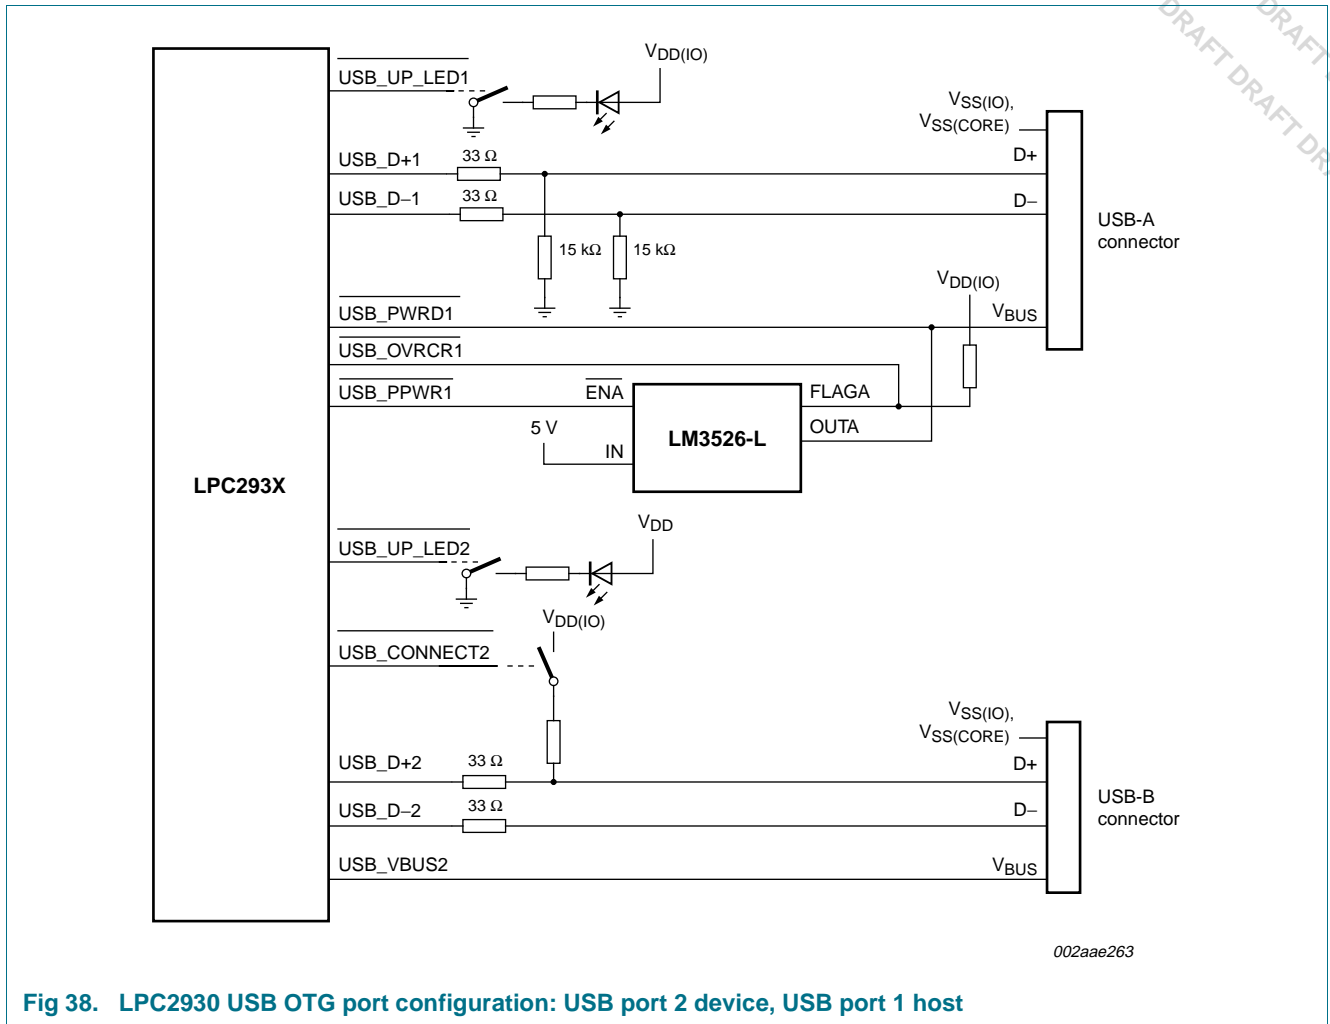 DRAFT DRAFT DR
DRAFT
USB_UP_LED1
VDD(IO)
VSS(IO),
VSS(CORE)
USB_D+1
33 Ω
D+
USB_D−1
33 Ω
D−
USB-A
connector
15 kΩ
15 kΩ
VDD(IO)
USB_PWRD1
VBUS
USB_OVRCR1
USB_PPWR1
ENA
FLAGA
5 V
IN
LM3526-L
OUTA
LPC293X
USB_UP_LED2
VDD
VDD(IO)
USB_CONNECT2
VSS(IO),
VSS(CORE)
USB_D+2
33 Ω
D+
USB_D−2
33 Ω
D−
USB-B
connector
USB_VBUS2
VBUS
002aae263
Fig 38. LPC2930 USB OTG port configuration: USB port 2 device, USB port 1 host